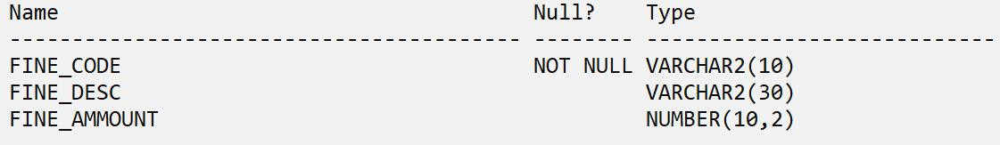 Name                                      Null?    Type
----------------------------------------- -------- ----------------------------
FINE_CODE                                 NOT NULL VARCHAR2(10)
FINE_DESC                                          VARCHAR2(30)
FINE_AMMOUNT                                       NUMBER(10,2)